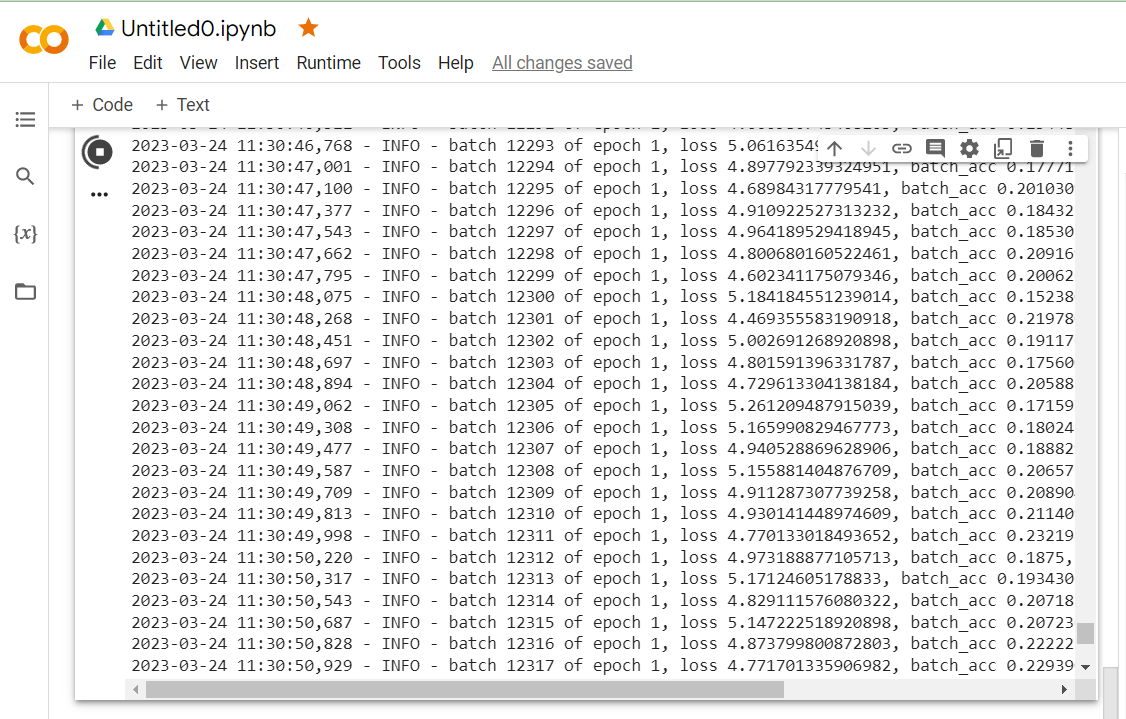 Untitled0.ipynb
File Edit View Insert Runtime Tools Help All changes saved
+ Code + Text
2023-03-24 11:30:46,768 - INFO - batch 12293 of epoch 1, loss 5.0616354
2023-03-24 11:30:47,001 - INFO - batch 12294 of epoch 1, loss 4.897792339324951, batch_acc 0.17771
2023-03-24 11:30:47,100 - INFO - batch 12295 of epoch 1, loss 4.68984317779541, batch_acc 0.201030
2023-03-24 11:30:47,377 - INFO - batch 12296 of epoch 1, loss 4.910922527313232, batch_acc 0.18432
{x}
2023-03-24 11:30:47,543 - INFO - batch 12297 of epoch 1, loss 4.964189529418945, batch_acc 0.18530
2023-03-24 11:30:47,662 - INFO - batch 12298 of epoch 1, loss 4.800680160522461, batch_acc 0.20916
2023-03-24 11:30:47,795 - INFO - batch 12299 of epoch 1, loss 4.602341175079346, batch_acc 0.20062
2023-03-24 11:30:48,075 - INFO - batch 12300 of epoch 1, loss 5.184184551239014, batch_acc 0.15238
2023-03-24 11:30:48,268 - INFO - batch 12301 of epoch 1, loss 4.469355583190918, batch_acc 0.21978
2023-03-24 11:30:48,451 - INFO - batch 12302 of epoch 1, loss 5.002691268920898, batch_acc 0.19117
2023-03-24 11:30:48,697 - INFO - batch 12303 of epoch 1, loss 4.801591396331787, batch_acc 0.17560
2023-03-24 11:30:48,894 - INFO - batch 12304 of epoch 1, loss 4.729613304138184, batch_acc 0.20588
2023-03-24 11:30:49,062 - INFO - batch 12305 of epoch 1, loss 5.261209487915039, batch_acc 0.17159
2023-03-24 11:30:49,308 - INFO - batch 12306 of epoch 1, loss 5.165990829467773, batch_acc 0.18024
2023-03-24 11:30:49,477 - INFO - batch 12307 of epoch 1, loss 4.940528869628906, batch_acc 0.18882
2023-03-24 11:30:49,587 - INFO - batch 12308 of epoch 1, loss 5.155881404876709, batch_acc 0.20657
2023-03-24 11:30:49,709 - INFO - batch 12309 of epoch 1, loss 4.911287307739258, batch_acc 0.20890
2023-03-24 11:30:49,813 - INFO - batch 12310 of epoch 1, loss 4.930141448974609, batch_acc 0.21140
2023-03-24 11:30:49,998 - INFO - batch 12311 of epoch 1, loss 4.770133018493652, batch_acc 0.23219
2023-03-24 11:30:50,220 - INFO - batch 12312 of epoch 1, loss 4.973188877105713, batch_acc 0.1875,
2023-03-24 11:30:50,317 - INFO - batch 12313 of epoch 1, loss 5.17124605178833, batch_acc 0.193430
2023-03-24 11:30:50,543 - INFO - batch 12314 of epoch 1, loss 4.829111576080322, batch_acc 0.20718
2023-03-24 11:30:50,687 - INFO - batch 12315 of epoch 1, loss 5.147222518920898, batch_acc 0.20723
2023-03-24 11:30:50,828 - INFO - batch 12316 of epoch 1, loss 4.873799800872803, batch_acc 0.22222
2023-03-24 11:30:50,929 - INFO - batch 12317 of epoch 1, loss 4.771701335906982, batch_acc 0.22939